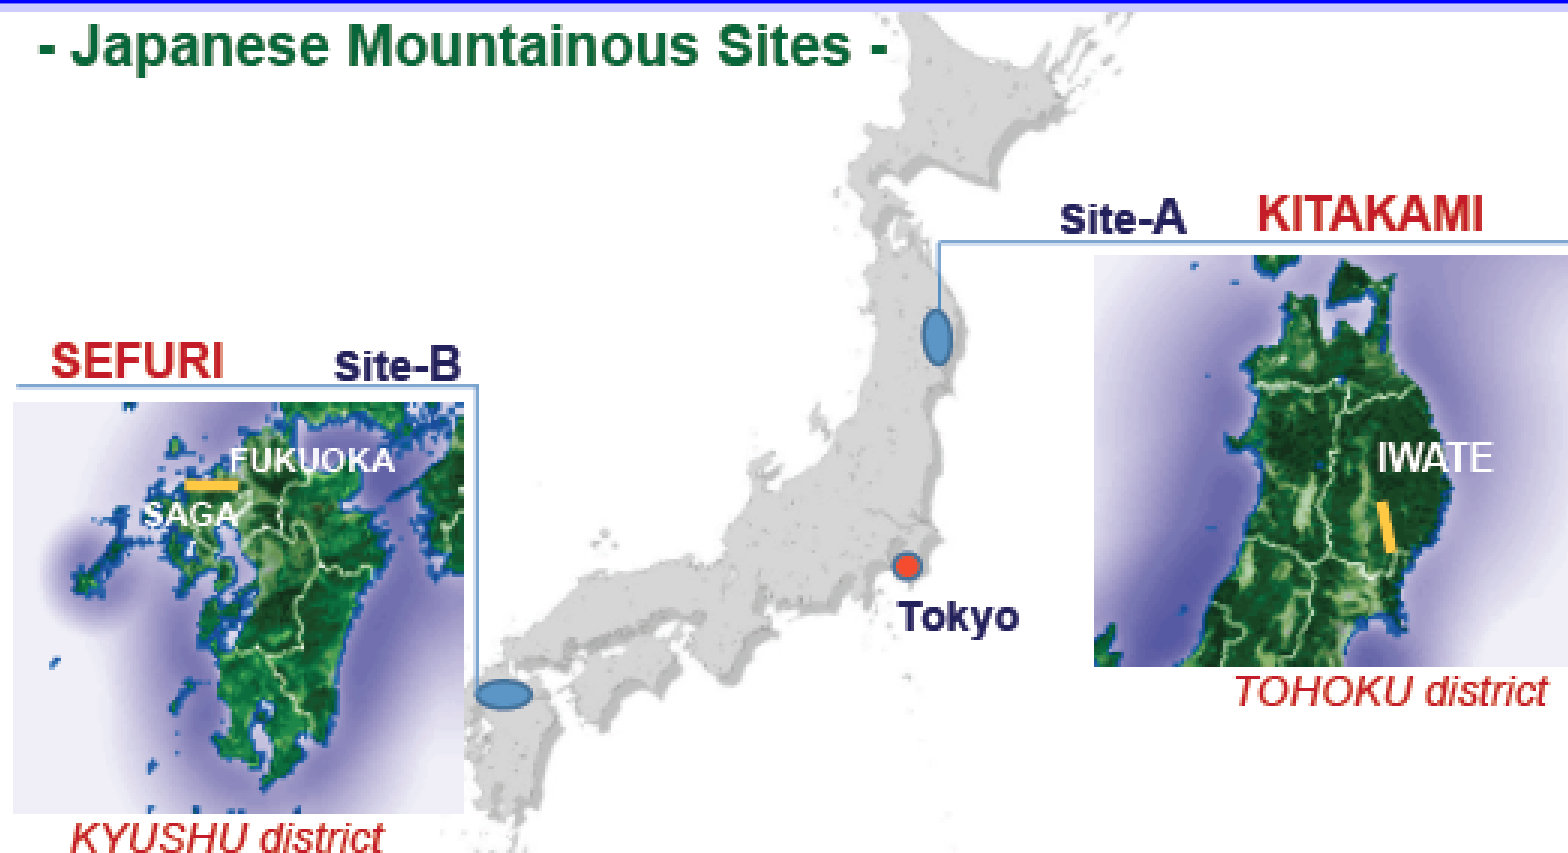 - Japanese Mountainous Sites -
Site-A KITAKAMI
IWATE
TOHOKU district
SEFURI Site-B
FUKUOKA
SAGA
KYUSHU district
Tokyo